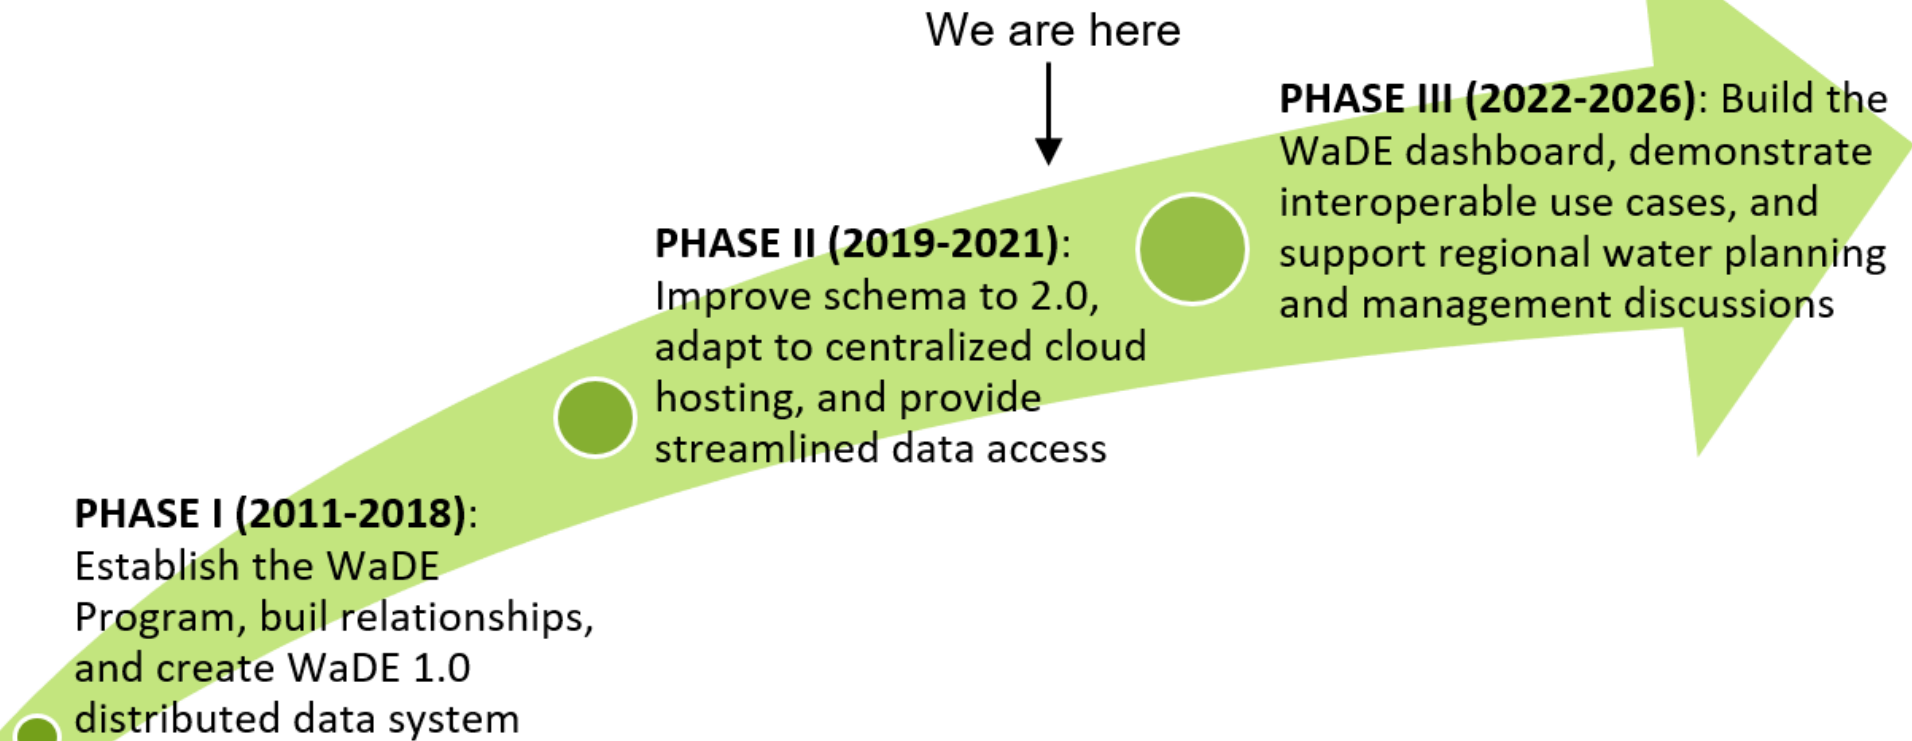 We are here
PHASE III (2022-2026): Build the
WaDE dashboard, demonstrate
interoperable use cases, and
support regional water planning
and management discussions
PHASE II (2019-2021):
Improve schema to 2.0,
adapt to centralized cloud
hosting, and provide
streamlined data access
PHASE I (2011-2018):
Establish the WaDE
Program, buil relationships,
and create WaDE 1.0
distributed data system